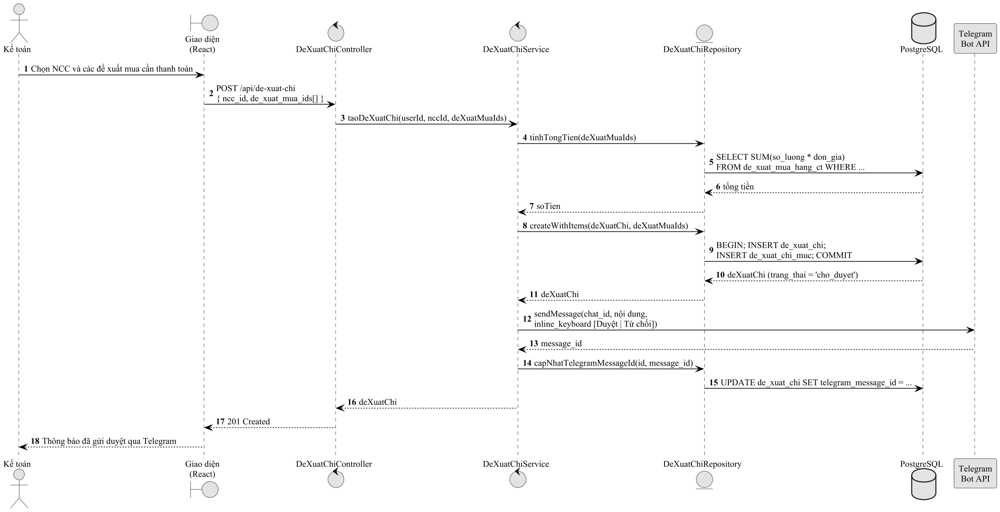 Kế toán
Giao diện
(React)
DeXuatChiController
DeXuatChiService
DeXuatChiRepository
PostgreSQL
Telegram
Bot API
1 Chọn NCC và các đề xuất mua cần thanh toán
2 POST /api/de-xuat-chi
{ ncc_id, de_xuat_mua_ids[] }
3 taoDeXuatChi(userId, nccId, deXuatMuaIds)
4 tinhTongTien(deXuatMuaIds)
5 SELECT SUM(so_luong * don_gia)
FROM de_xuat_mua_hang_ct WHERE ...
6 tổng tiền
7 soTien
8 createWithItems(deXuatChi, deXuatMuaIds)
9 BEGIN; INSERT de_xuat_chi;
INSERT de_xuat_chi_muc; COMMIT
10 deXuatChi (trang_thai = 'cho_duyet')
11 deXuatChi
12 sendMessage(chat_id, nội dung,
inline_keyboard [Duyệt | Từ chối])
13 message_id
14 capNhatTelegramMessageId(id, message_id)
15 UPDATE de_xuat_chi SET telegram_message_id = ...
16 deXuatChi
17 201 Created
18 Thông báo đã gửi duyệt qua Telegram
Kế toán
Giao diện
(React)
DeXuatChiController
DeXuatChiService
DeXuatChiRepository
PostgreSQL
Telegram
Bot API